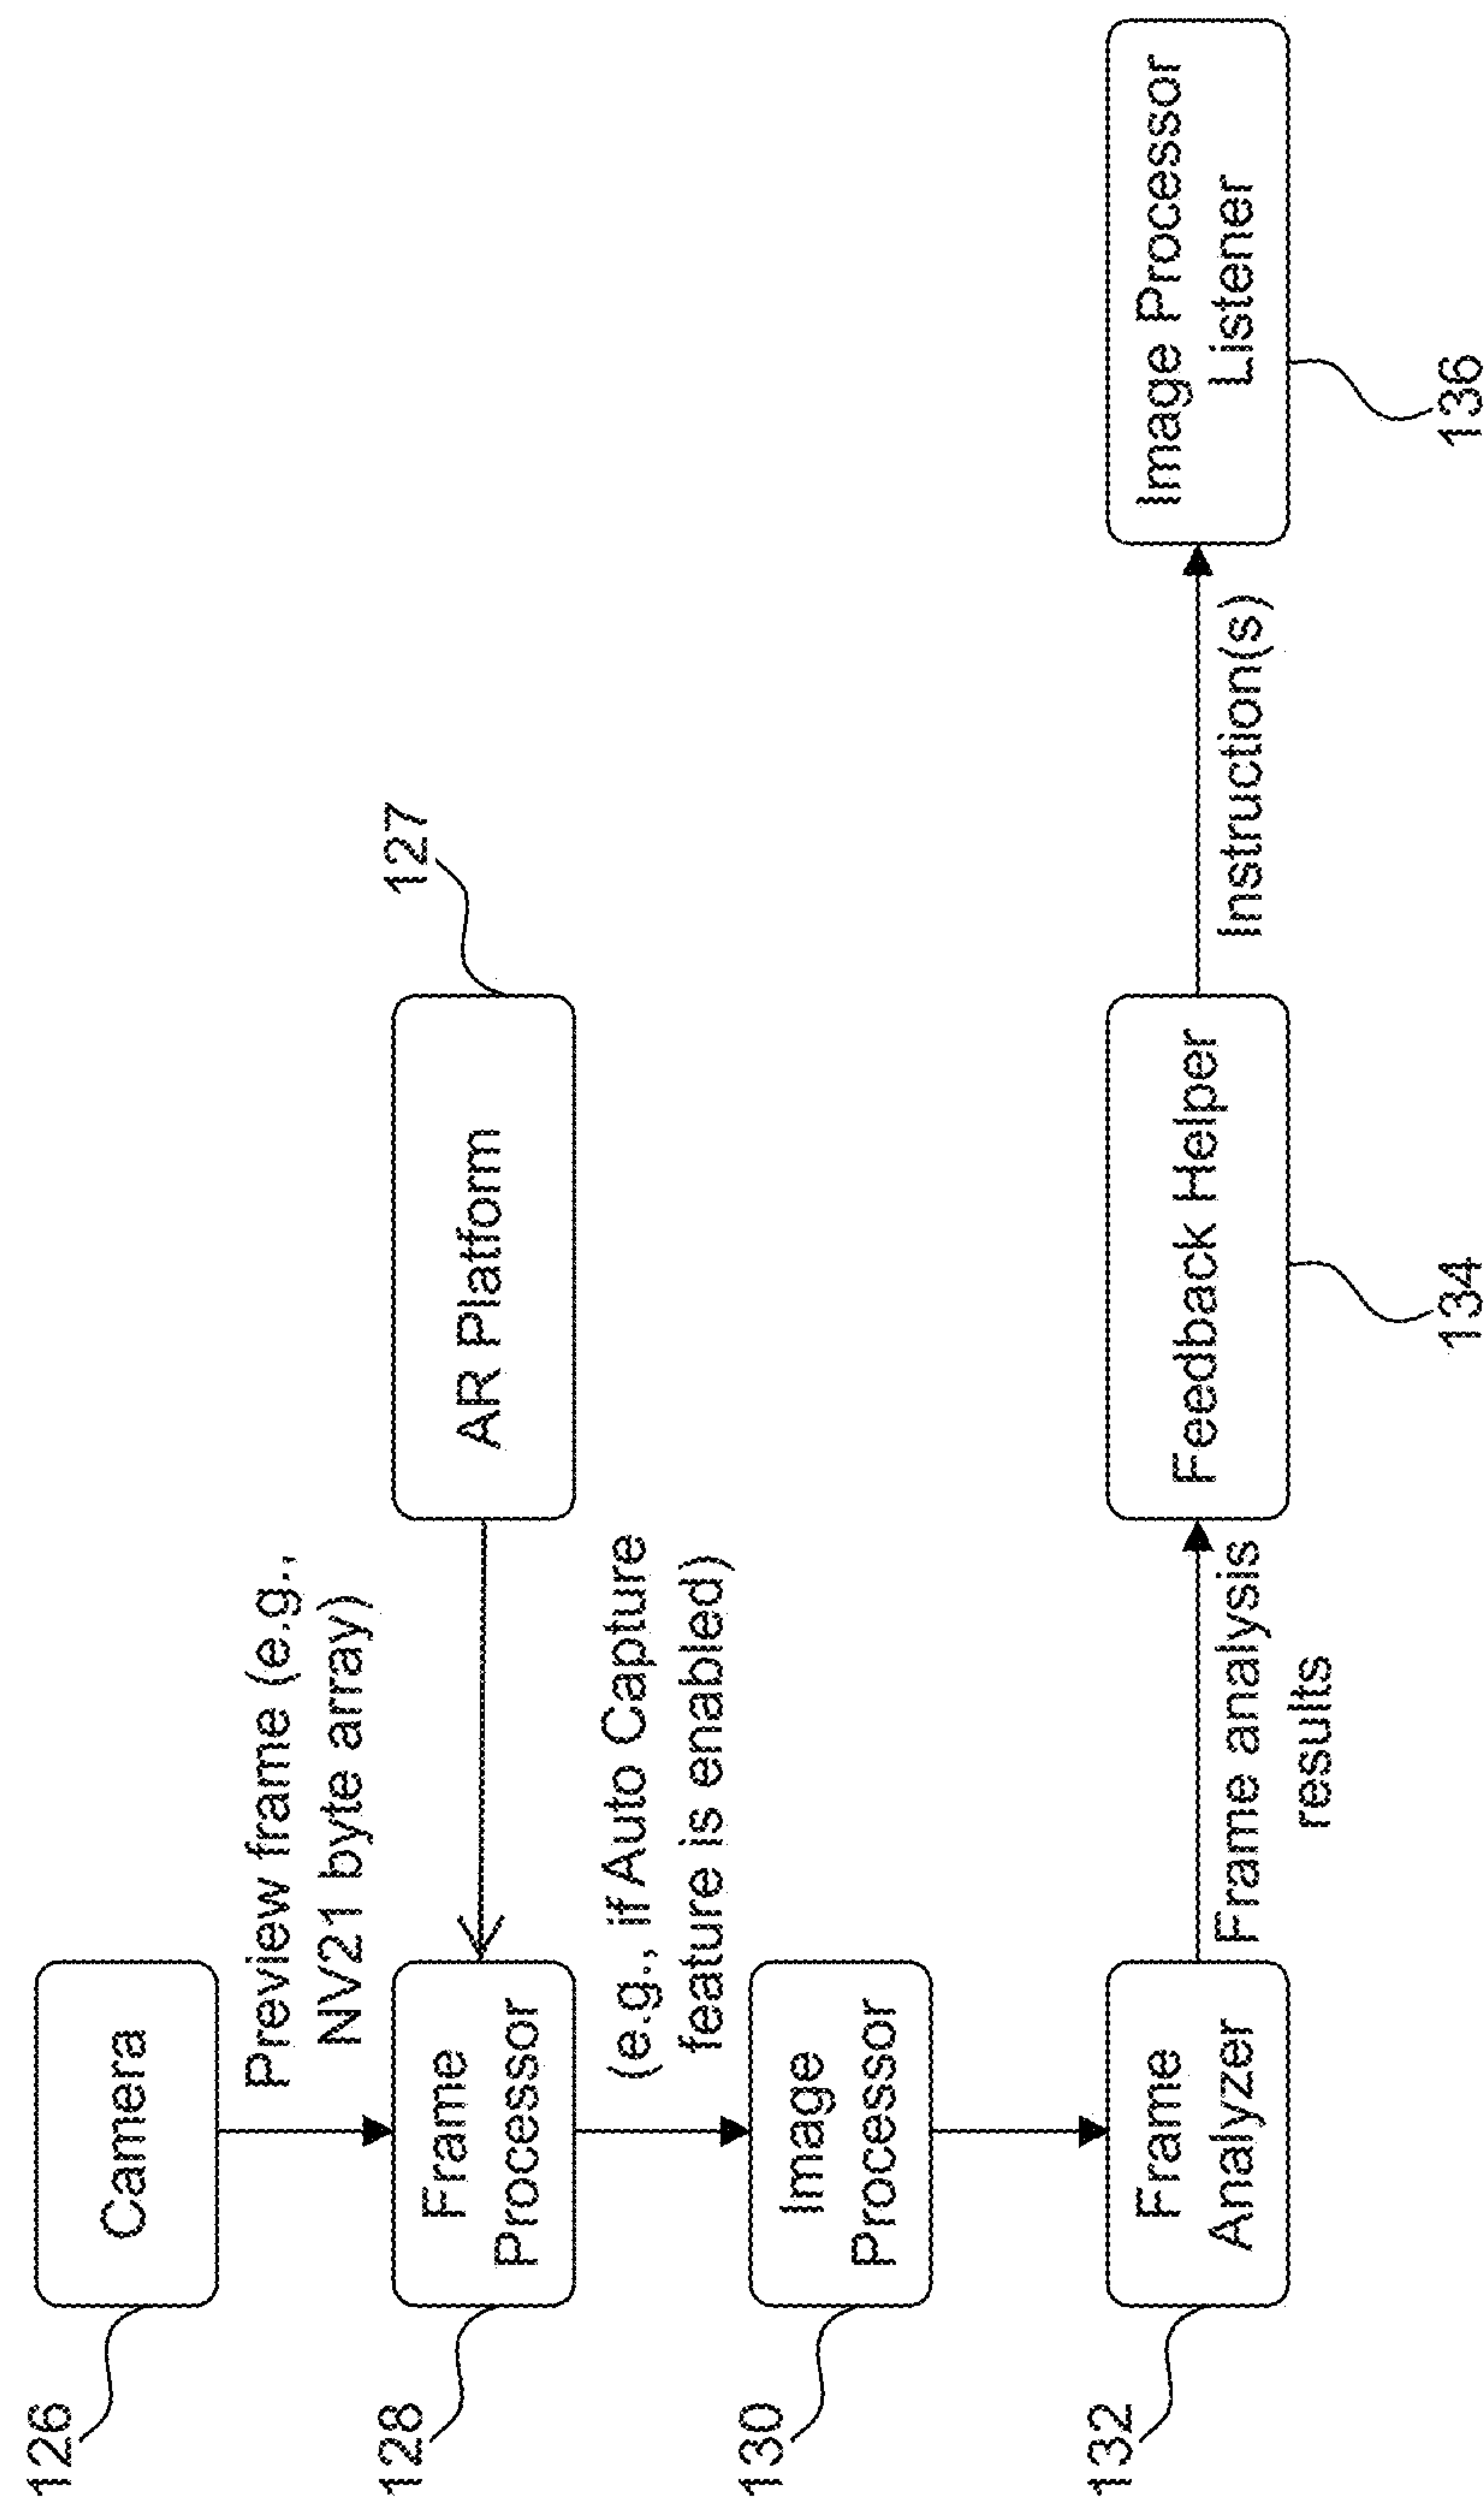 126
Camera
Preview frame (e.g.,
NV21 byte array)
128
Frame
Processor
AR Platform
127
(e.g., if Auto Capture
feature is enabled)
130
Image
Processor
132
Frame
Analyzer
Frame analysis
results
Feedback Helper
134
Instruction(s)
Image Processor
Listener
136